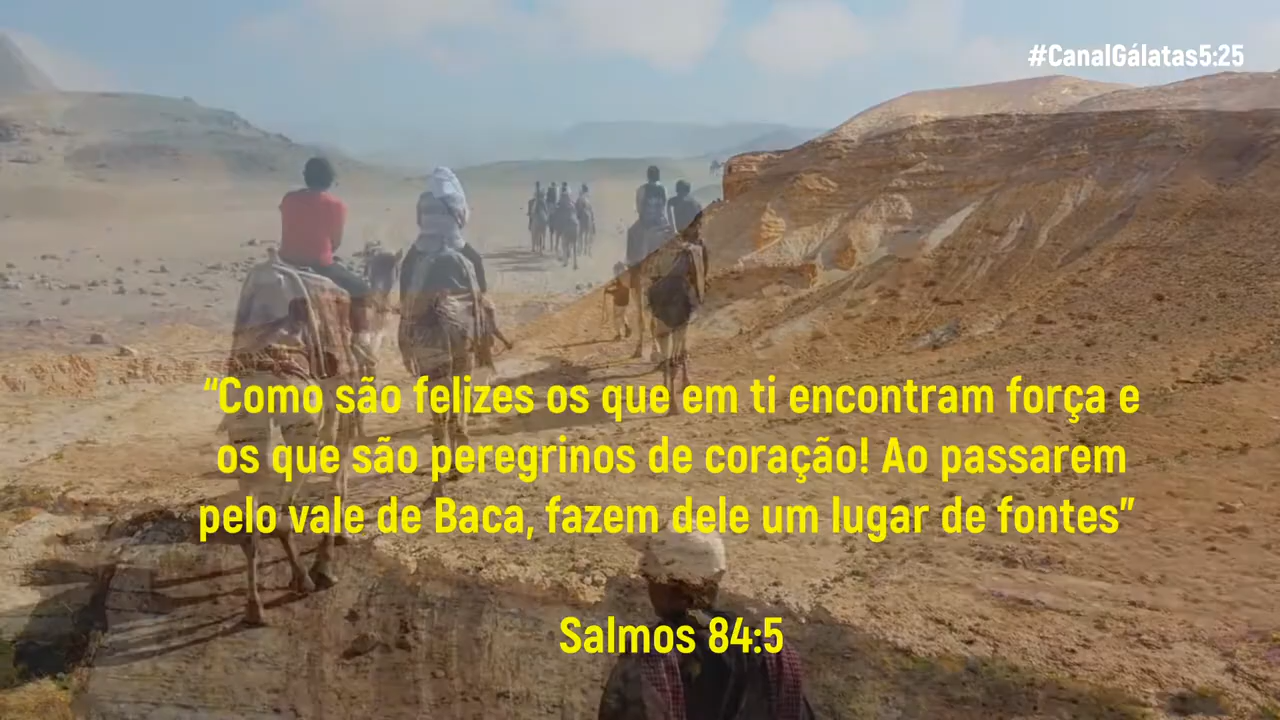 #CanalGálatas5:25
“Como são felizes os que em ti encontram força e
os que são peregrinos de coração! Ao passarem
pelo vale de Baca, fazem dele um lugar de fontes”
Salmos 84:5